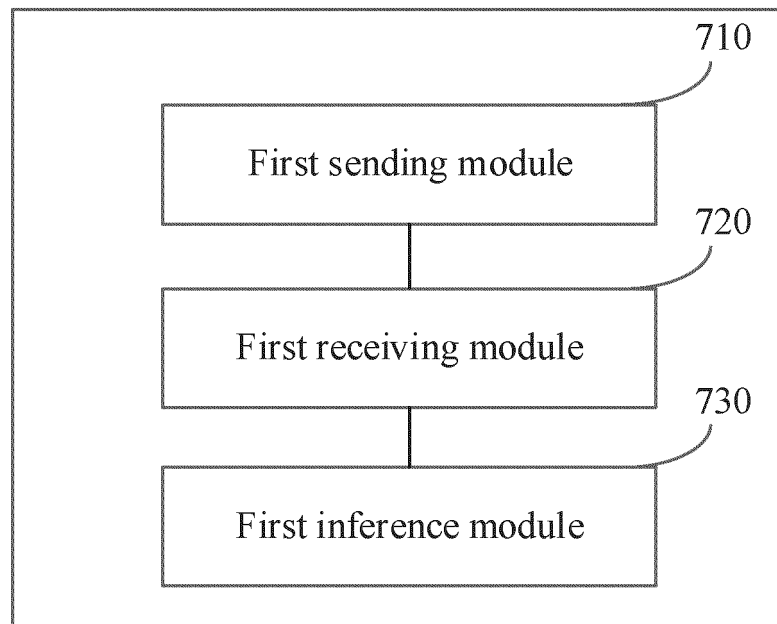 710
First sending module
720
First receiving module
730
First inference module